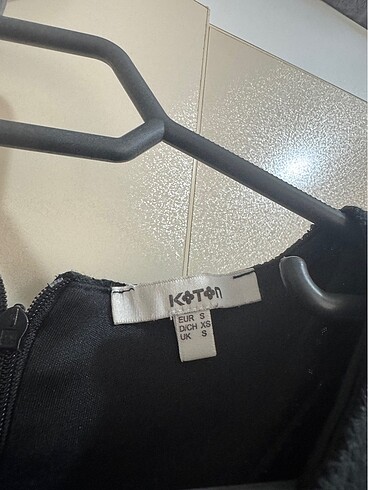 KOTON
EUR S
D/CH XS
UK S